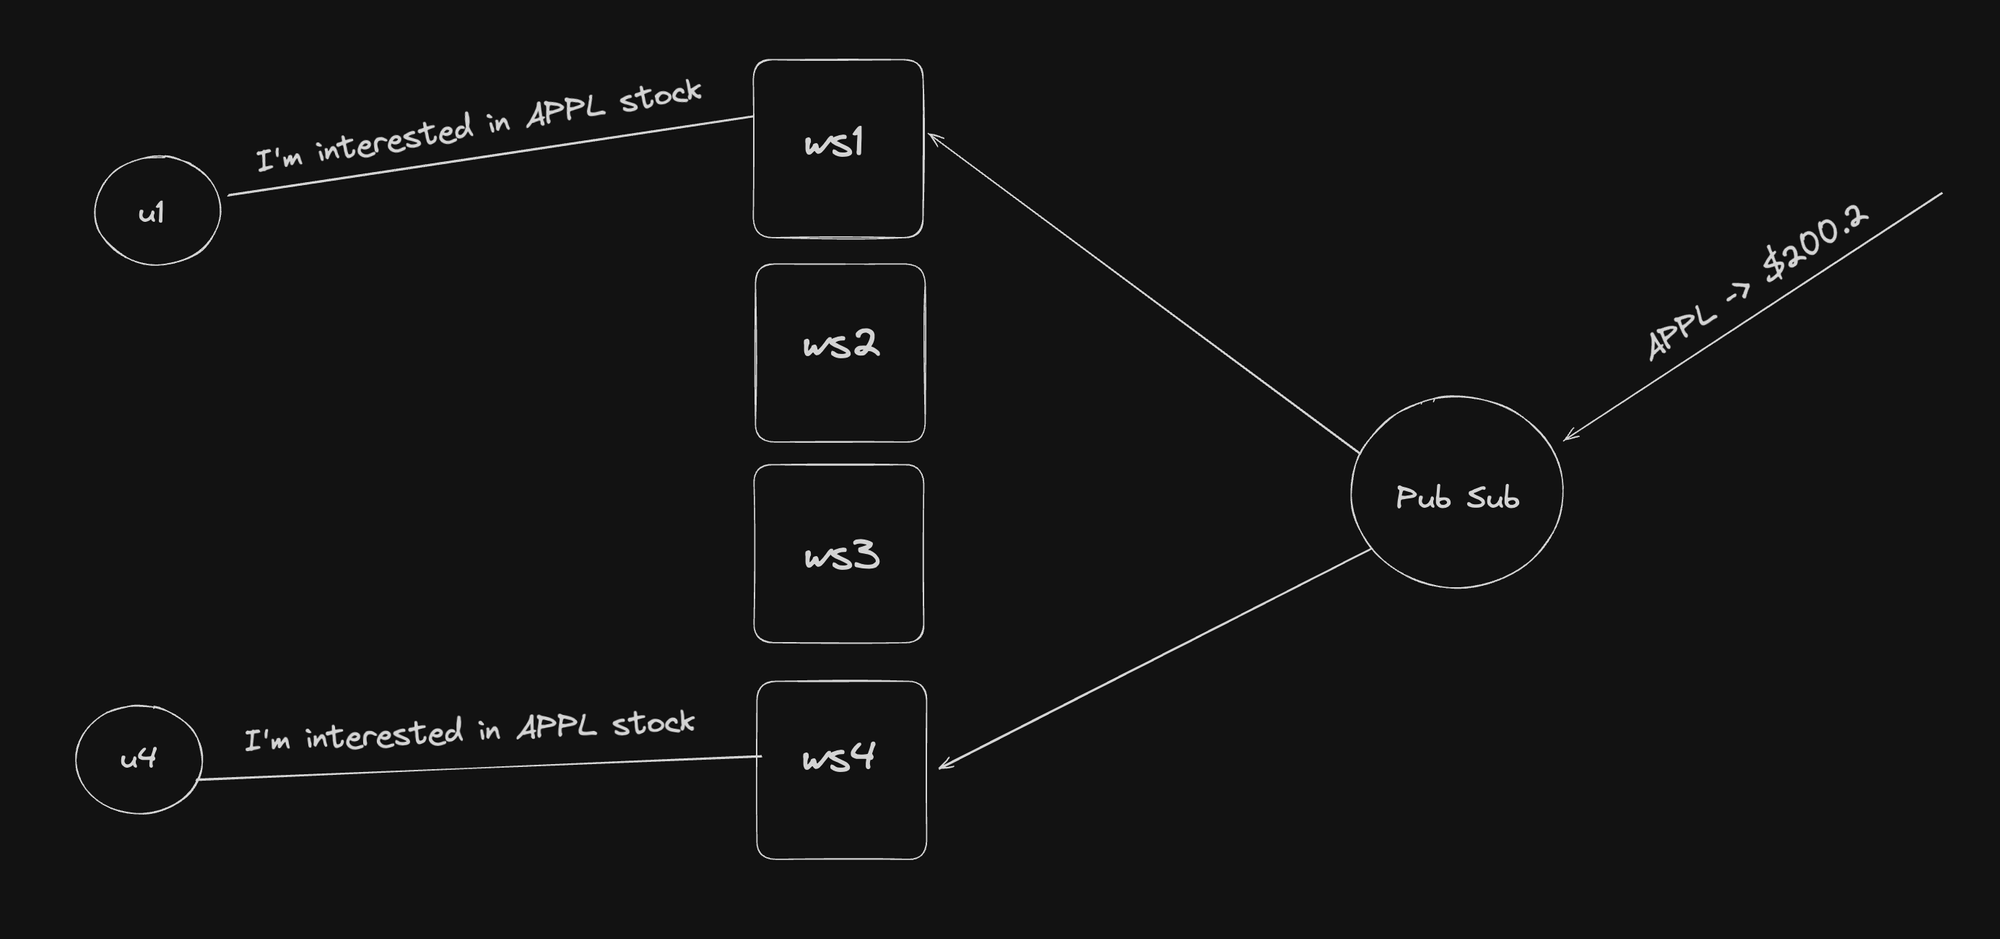 I'm interested in APPL stock
ws1
u1
APPL -> $200.2
ws2
Pub Sub
ws3
I'm interested in APPL stock
ws4
u4